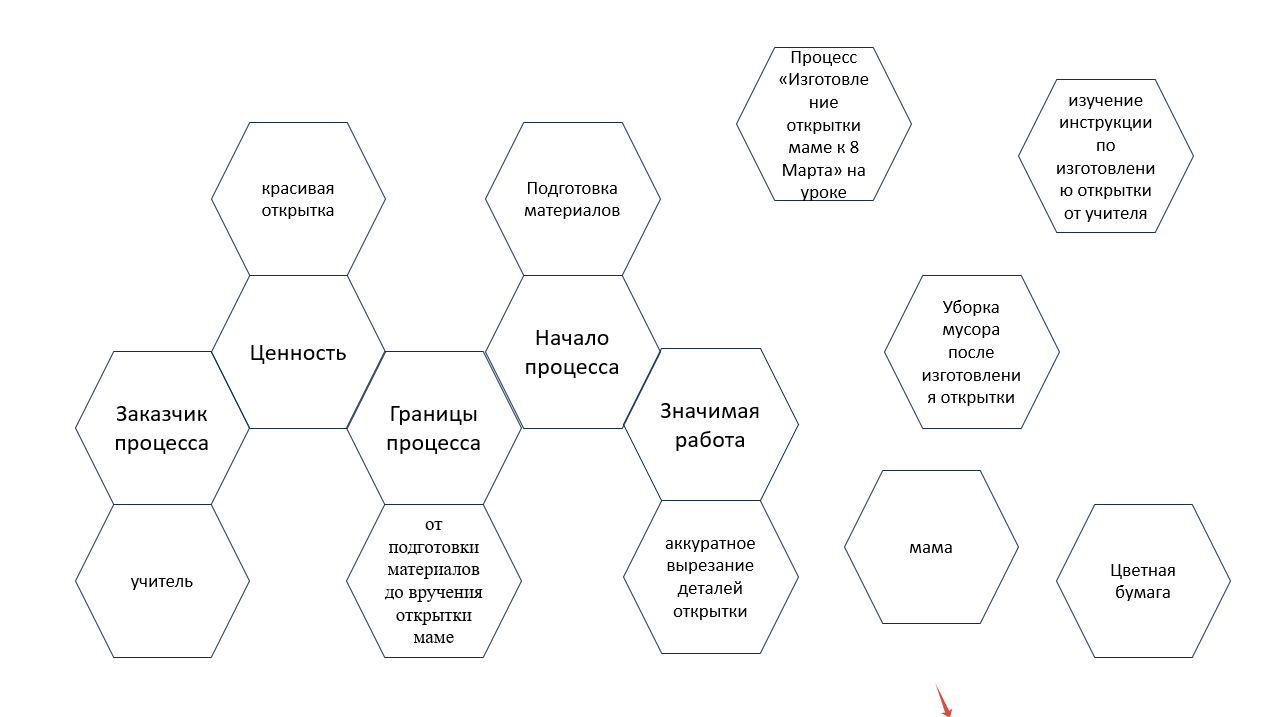 Процесс
«Изготовле
ние
открытки
маме к 8
Марта» на
уроке
изучение
инструкции
по
изготовлени
ю открытки
от учителя
красивая
открытка
Подготовка
материалов
Ценность
Начало
процесса
Уборка
мусора
после
изготовлени
я открытки
Заказчик
процесса
Границы
процесса
Значимая
работа
учитель
от
подготовки
материалов
до вручения
открытки
маме
аккуратное
вырезание
деталей
открытки
мама
Цветная
бумага